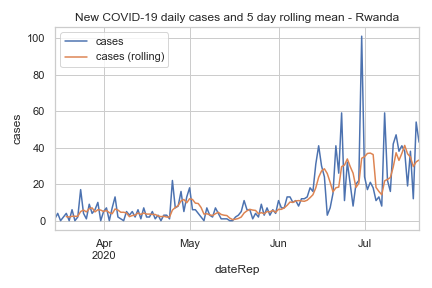 New COVID-19 daily cases and 5 day rolling mean - Rwanda
cases
cases (rolling)
cases
100
80
60
40
20
0
Apr
2020
May
Jun
Jul
dateRep